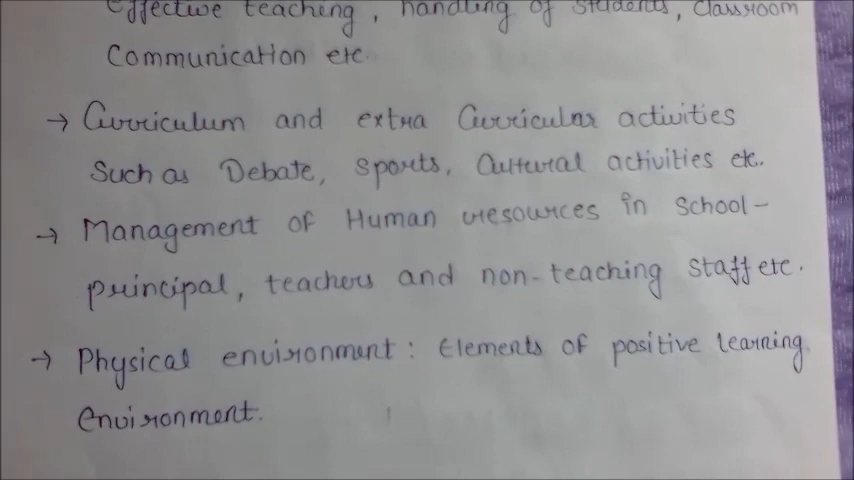 Effective teaching, handling of students, Classroom
Communication etc
→ Curriculum and extra Curricular activities
Such as Debate, sports, Cultural activities etc.
→ Management of Human resources in School-
principal, teachers and non-teaching staff etc.
→ Physical environment: Elements of positive learning
Environment.